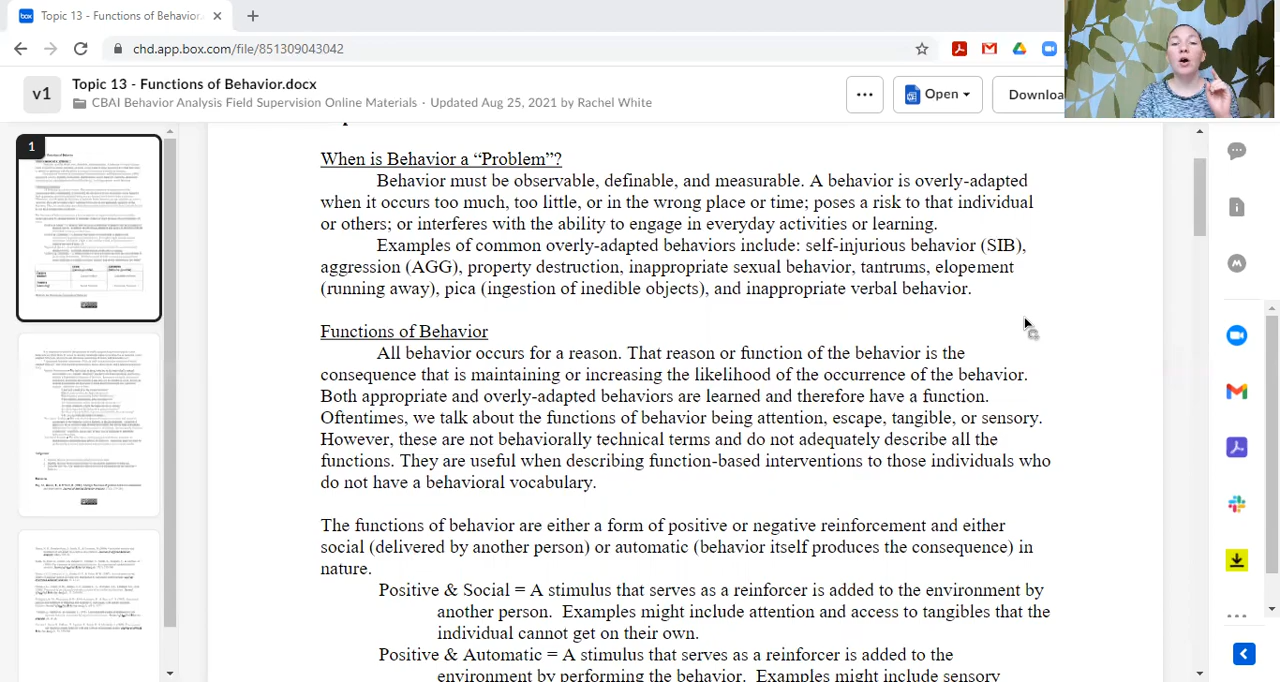 Topic 13 - Functions of Behavior.
chd.app.box.com/file/851309043042
v1
Topic 13 - Functions of Behavior.docx
CBAI Behavior Analysis Field Supervision Online Materials · Updated Aug 25, 2021 by Rachel White
Open
Downloa
1
When is Behavior a Problem”?
Behavior must be observable, definable, and measurable. A behavior is overly-adapted
when it occurs too much, too little, or in the wrong place or time; poses a risk to that individual
or others; or interferes with the ability to engage in everyday activities or learning.
Examples of common overly-adapted behaviors include: self-injurious behavior (SIB),
aggression (AGG), property destruction, inappropriate sexual behavior, tantrums, elopement
(running away), pica (ingestion of inedible objects), and inappropriate verbal behavior.
Functions of Behavior
All behavior occurs for a reason. That reason or function of the behavior is the
consequence that is maintaining or increasing the likelihood of the occurrence of the behavior.
Both appropriate and overly-adapted behaviors are learned and therefore have a function.
Often we describe the functions of behavior as being attention, escape, tangible, or sensory.
However, these are not behaviorally technical terms and do not adequately describe all the
functions. They are useful when describing function-based interventions to those individuals who
do not have a behavioral vocabulary.
The functions of behavior are either a form of positive or negative reinforcement and either
social (delivered by another person) or automatic (behavior itself produces the consequence) in
nature.
Positive & Social = A stimulus that serves as a reinforcer is added to the environment by
another person. Examples might include attention and access to tangibles that the
individual cannot get on their own.
Positive & Automatic = A stimulus that serves as a reinforcer is added to the
environment by performing the behavior. Examples might include sensory